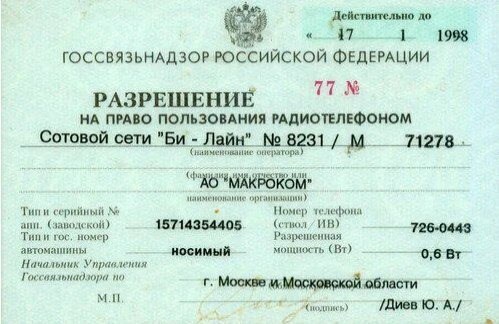 Действительно до
« 17 1 1998
ГОССВЯЗЬНАДЗОР РОССИЙСКОЙ ФЕДЕРАЦИИ
77 №
РАЗРЕШЕНИЕ
НА ПРАВО ПОЛЬЗОВАНИЯ РАДИОТЕЛЕФОНОМ
Сотовой сети "Би - Лайн" № 8231 / М 71278
(наименование оператора)
(фамилия имя отчество или
АО "МАКРОКОМ"
наименование организации)
Тип и серийный № Номер телефона
апп. (заводской) 15714354405 (ствол / ИВ) 726-0443
Тип и гос. номер Разрешенная
автомашины носимый мощность (Вт) 0,6 Вт
Начальник Управления
Госсвязьнадзора по г. Москве и Московской области
М.П. (подпись) /Диев Ю. А./